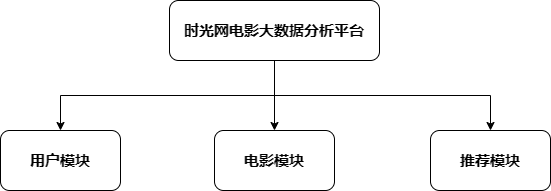 时光网电影大数据分析平台
用户模块
电影模块
推荐模块